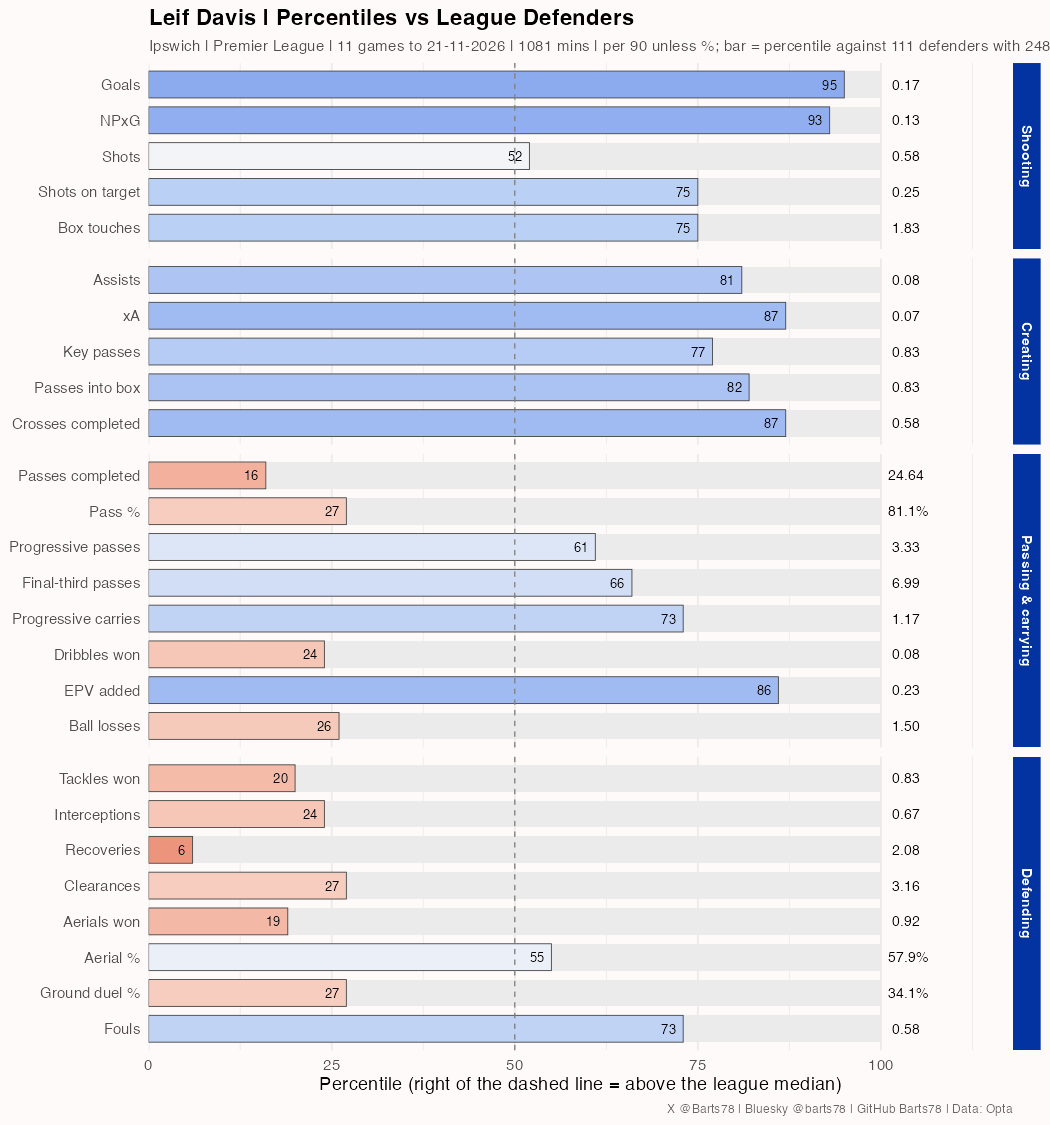 Leif Davis | Percentiles vs League Defenders
Ipswich | Premier League | 11 games to 21-11-2026 | 1081 mins | per 90 unless %; bar = percentile against 111 defenders with 248
Goals 95 0.17
NPxG 93 0.13
Shots 52 0.58
Shots on target 75 0.25
Box touches 75 1.83
Shooting
Assists 81 0.08
xA 87 0.07
Key passes 77 0.83
Passes into box 82 0.83
Crosses completed 87 0.58
Creating
Passes completed 16 24.64
Pass % 27 81.1%
Progressive passes 61 3.33
Final-third passes 66 6.99
Progressive carries 73 1.17
Dribbles won 24 0.08
EPV added 86 0.23
Ball losses 26 1.50
Passing & carrying
Tackles won 20 0.83
Interceptions 24 0.67
Recoveries 6 2.08
Clearances 27 3.16
Aerials won 19 0.92
Aerial % 55 57.9%
Ground duel % 27 34.1%
Fouls 73 0.58
Defending
0 25 50 75 100
Percentile (right of the dashed line = above the league median)
X @Barts78 | Bluesky @barts78 | GitHub Barts78 | Data: Opta